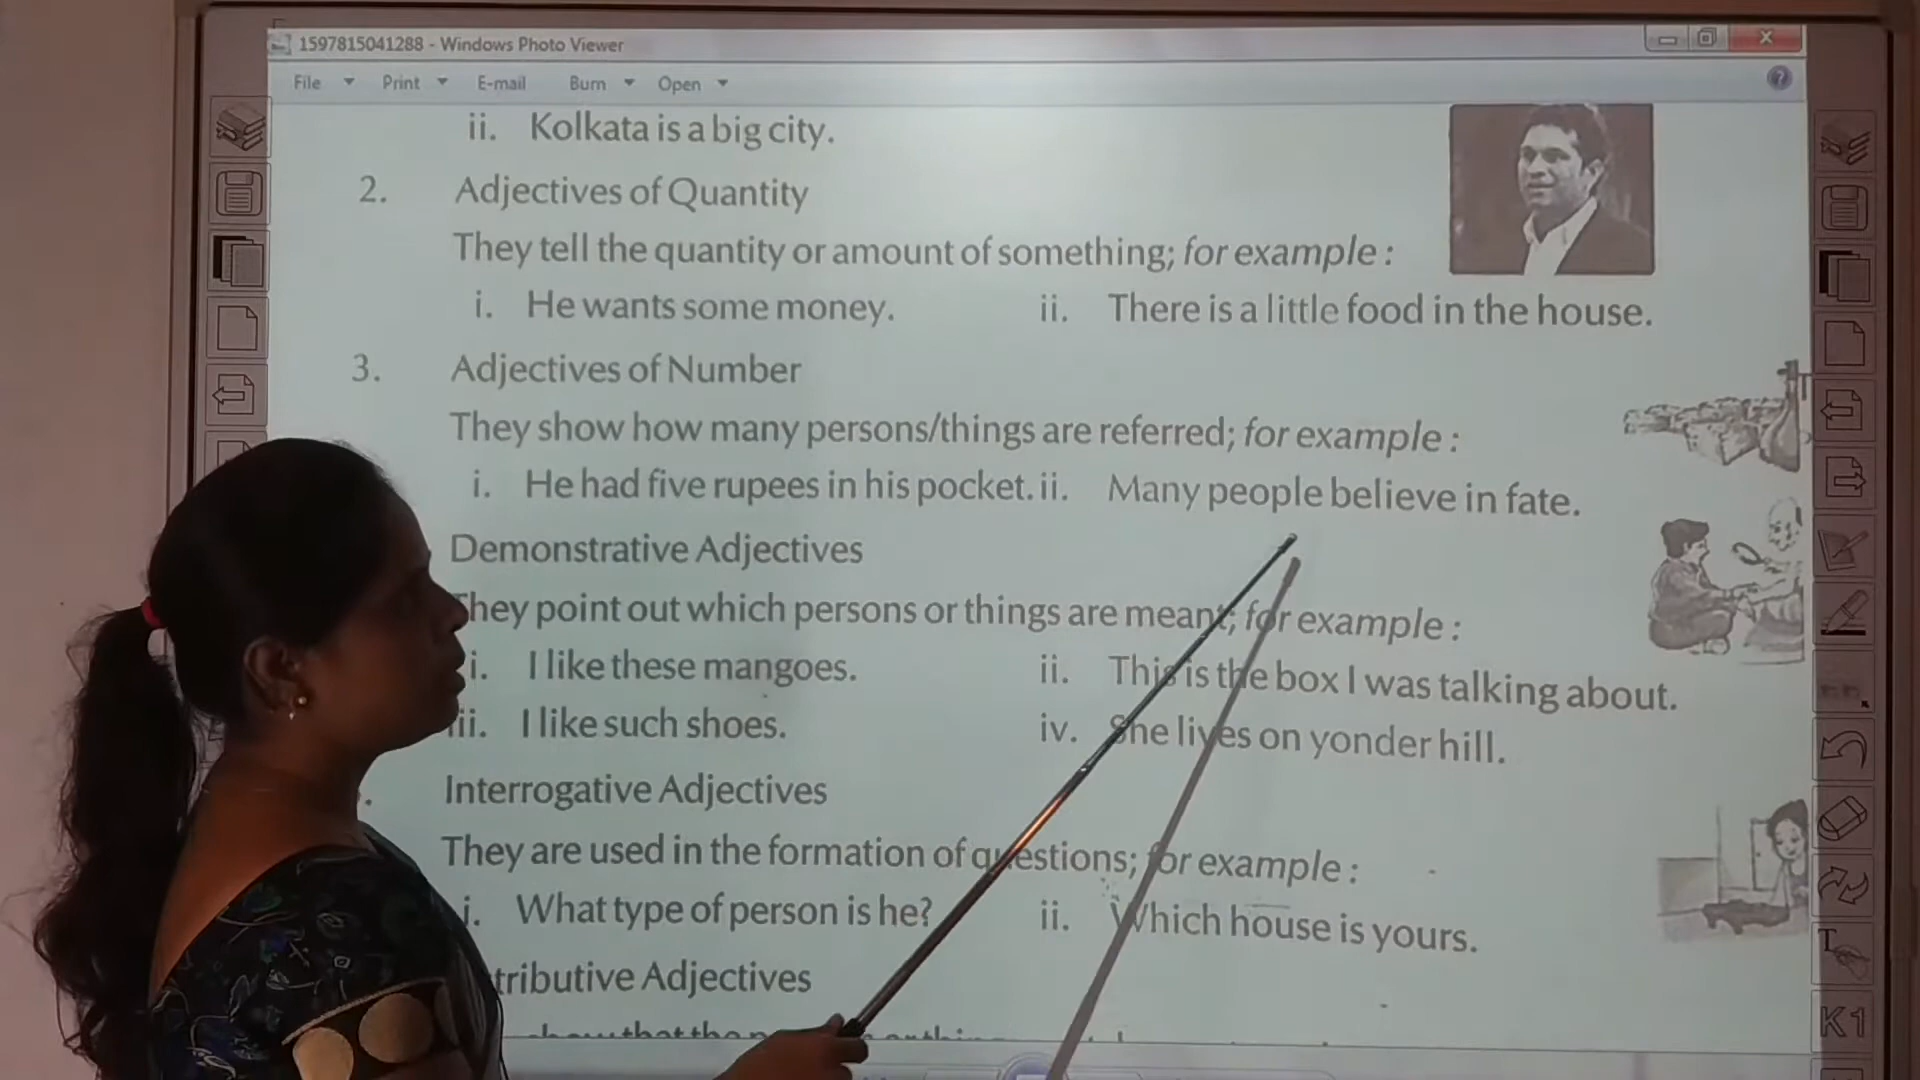 1597815041288 - Windows Photo Viewer
File Print E-mail Burn Open
ii. Kolkata is a big city.
2. Adjectives of Quantity
They tell the quantity or amount of something; for example :
i. He wants some money. ii. There is a little food in the house.
3. Adjectives of Number
They show how many persons/things are referred; for example :
i. He had five rupees in his pocket. ii. Many people believe in fate.
Demonstrative Adjectives
They point out which persons or things are meant; for example :
i. I like these mangoes. ii. This is the box I was talking about.
iii. I like such shoes. iv. She lives on yonder hill.
Interrogative Adjectives
They are used in the formation of questions; for example :
i. What type of person is he? ii. Which house is yours.
tributive Adjectives
K1